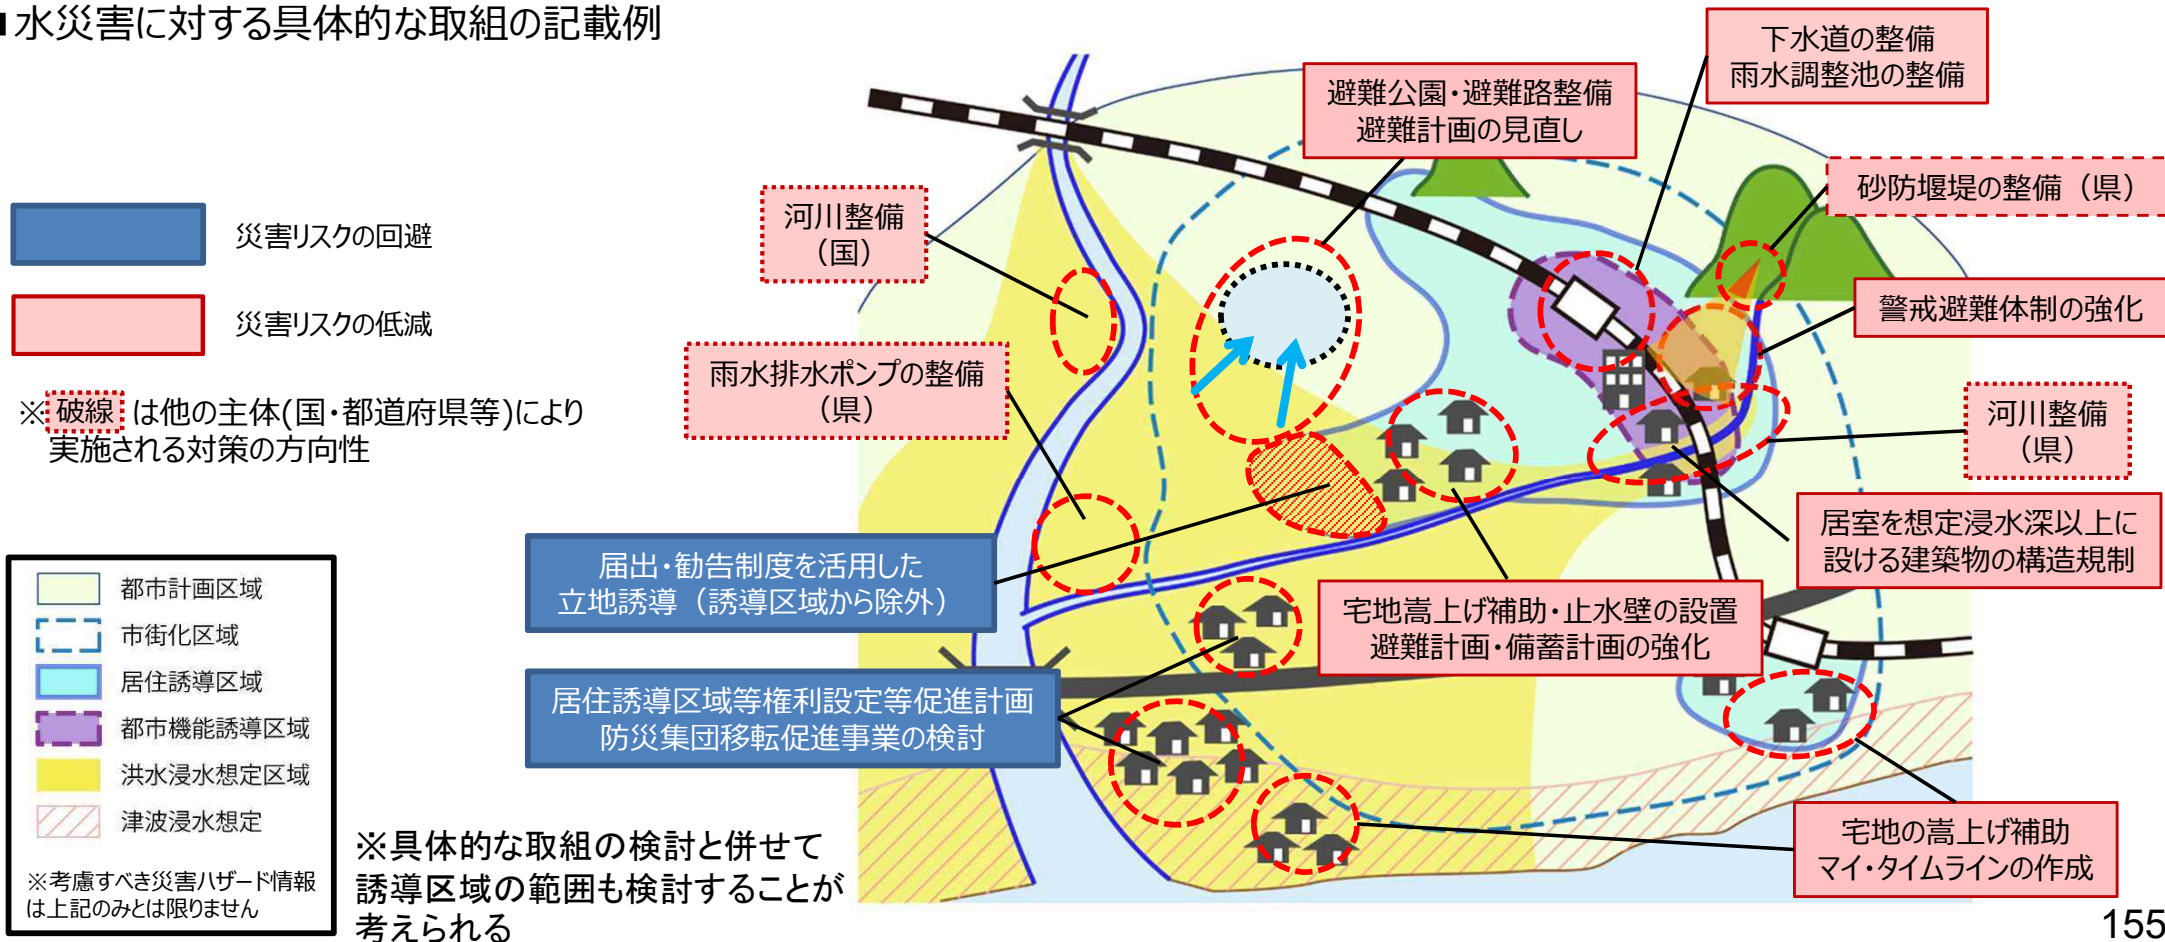 ■水災害に対する具体的な取組の記載例
下水道の整備
雨水調整池の整備
避難公園・避難路整備
避難計画の見直し
砂防堰堤の整備（県）
河川整備
（国）
災害リスクの回避
警戒避難体制の強化
災害リスクの低減
雨水排水ポンプの整備
（県）
河川整備
（県）
※破線は他の主体(国・都道府県等)により
実施される対策の方向性
居室を想定浸水深以上に
設ける建築物の構造規制
届出・勧告制度を活用した
立地誘導（誘導区域から除外）
宅地嵩上げ補助・止水壁の設置
避難計画・備蓄計画の強化
居住誘導区域等権利設定等促進計画
防災集団移転促進事業の検討
都市計画区域
市街化区域
居住誘導区域
都市機能誘導区域
洪水浸水想定区域
津波浸水想定
※考慮すべき災害ハザード情報
は上記のみとは限りません
※具体的な取組の検討と併せて
誘導区域の範囲も検討することが
考えられる
宅地の嵩上げ補助
マイ・タイムラインの作成
155